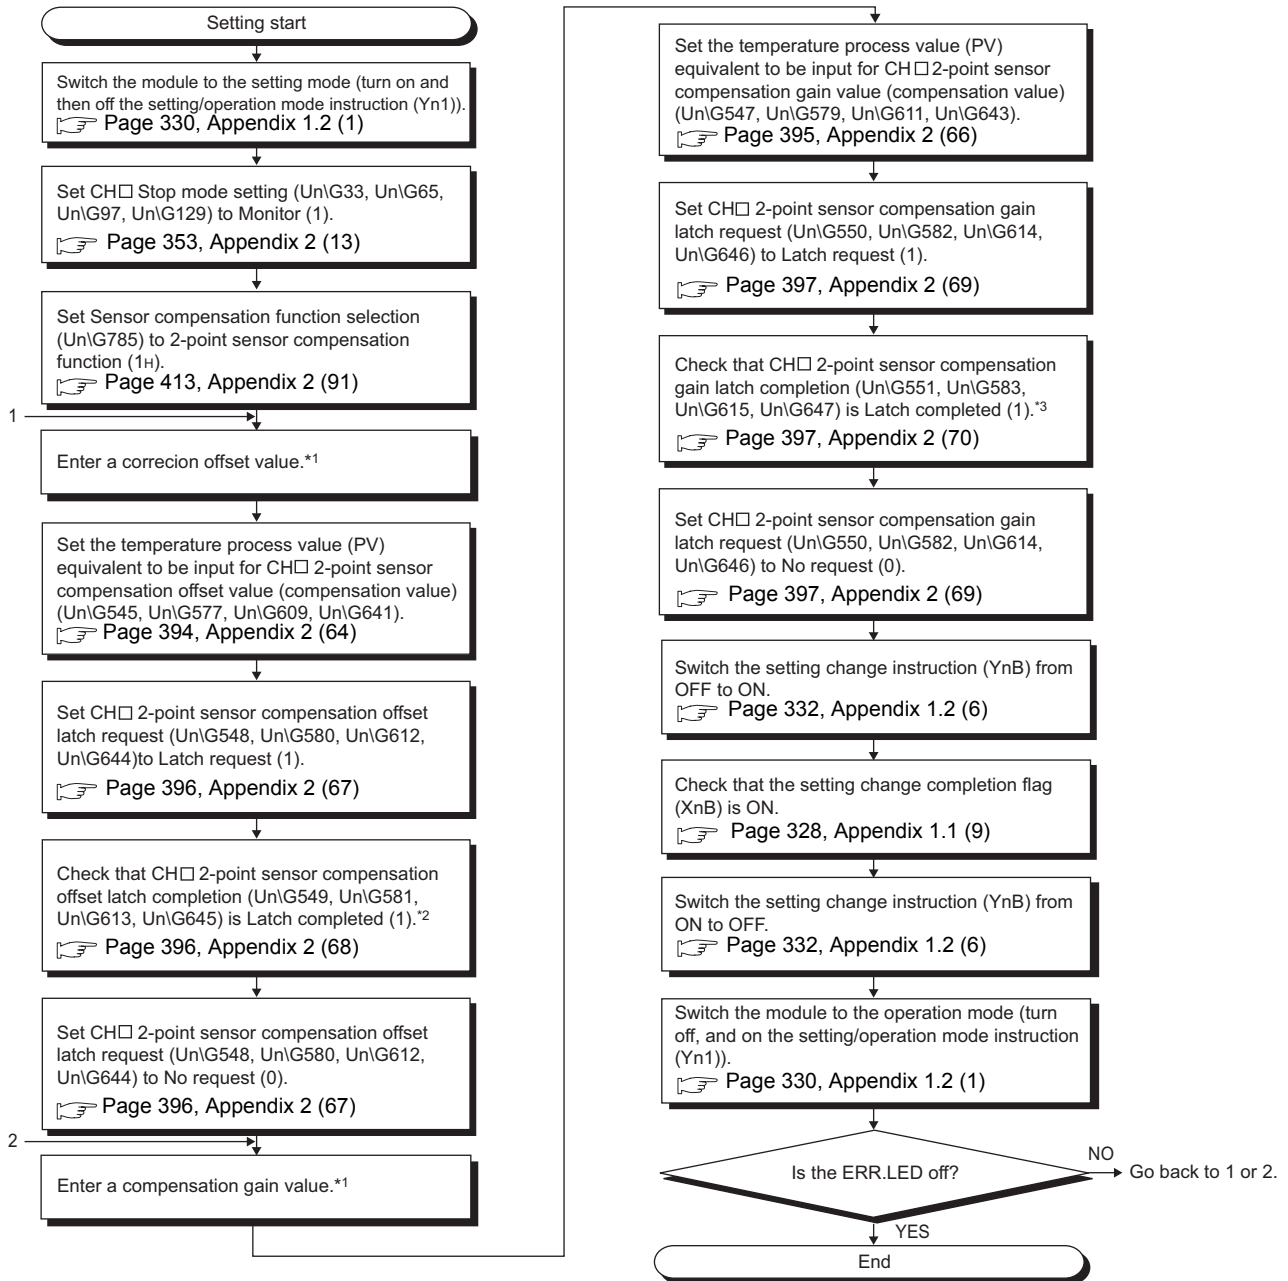 Setting start
Switch the module to the setting mode (turn on and
then off the setting/operation mode instruction (Yn1)).
Page 330, Appendix 1.2 (1)
Set CH□ Stop mode setting (Un\G33, Un\G65,
Un\G97, Un\G129) to Monitor (1).
Page 353, Appendix 2 (13)
Set Sensor compensation function selection
(Un\G785) to 2-point sensor compensation
function (1H).
Page 413, Appendix 2 (91)
1
Enter a correcion offset value.*1
Set the temperature process value (PV)
equivalent to be input for CH□ 2-point sensor
compensation offset value (compensation value)
(Un\G545, Un\G577, Un\G609, Un\G641).
Page 394, Appendix 2 (64)
Set CH□ 2-point sensor compensation offset
latch request (Un\G548, Un\G580, Un\G612,
Un\G644)to Latch request (1).
Page 396, Appendix 2 (67)
Check that CH□ 2-point sensor compensation
offset latch completion (Un\G549, Un\G581,
Un\G613, Un\G645) is Latch completed (1).*2
Page 396, Appendix 2 (68)
Set CH□ 2-point sensor compensation offset
latch request (Un\G548, Un\G580, Un\G612,
Un\G644) to No request (0).
Page 396, Appendix 2 (67)
2
Enter a compensation gain value.*1
Set the temperature process value (PV)
equivalent to be input for CH□ 2-point sensor
compensation gain value (compensation value)
(Un\G547, Un\G579, Un\G611, Un\G643).
Page 395, Appendix 2 (66)
Set CH□ 2-point sensor compensation gain
latch request (Un\G550, Un\G582, Un\G614,
Un\G646) to Latch request (1).
Page 397, Appendix 2 (69)
Check that CH□ 2-point sensor compensation
gain latch completion (Un\G551, Un\G583,
Un\G615, Un\G647) is Latch completed (1).*3
Page 397, Appendix 2 (70)
Set CH□ 2-point sensor compensation gain
latch request (Un\G550, Un\G582, Un\G614,
Un\G646) to No request (0).
Page 397, Appendix 2 (69)
Switch the setting change instruction (YnB) from
OFF to ON.
Page 332, Appendix 1.2 (6)
Check that the setting change completion flag
(XnB) is ON.
Page 328, Appendix 1.1 (9)
Switch the setting change instruction (YnB) from
ON to OFF.
Page 332, Appendix 1.2 (6)
Switch the module to the operation mode (turn
off, and on the setting/operation mode instruction
(Yn1)).
Page 330, Appendix 1.2 (1)
Is the ERR.LED off?
NO
Go back to 1 or 2.
YES
End